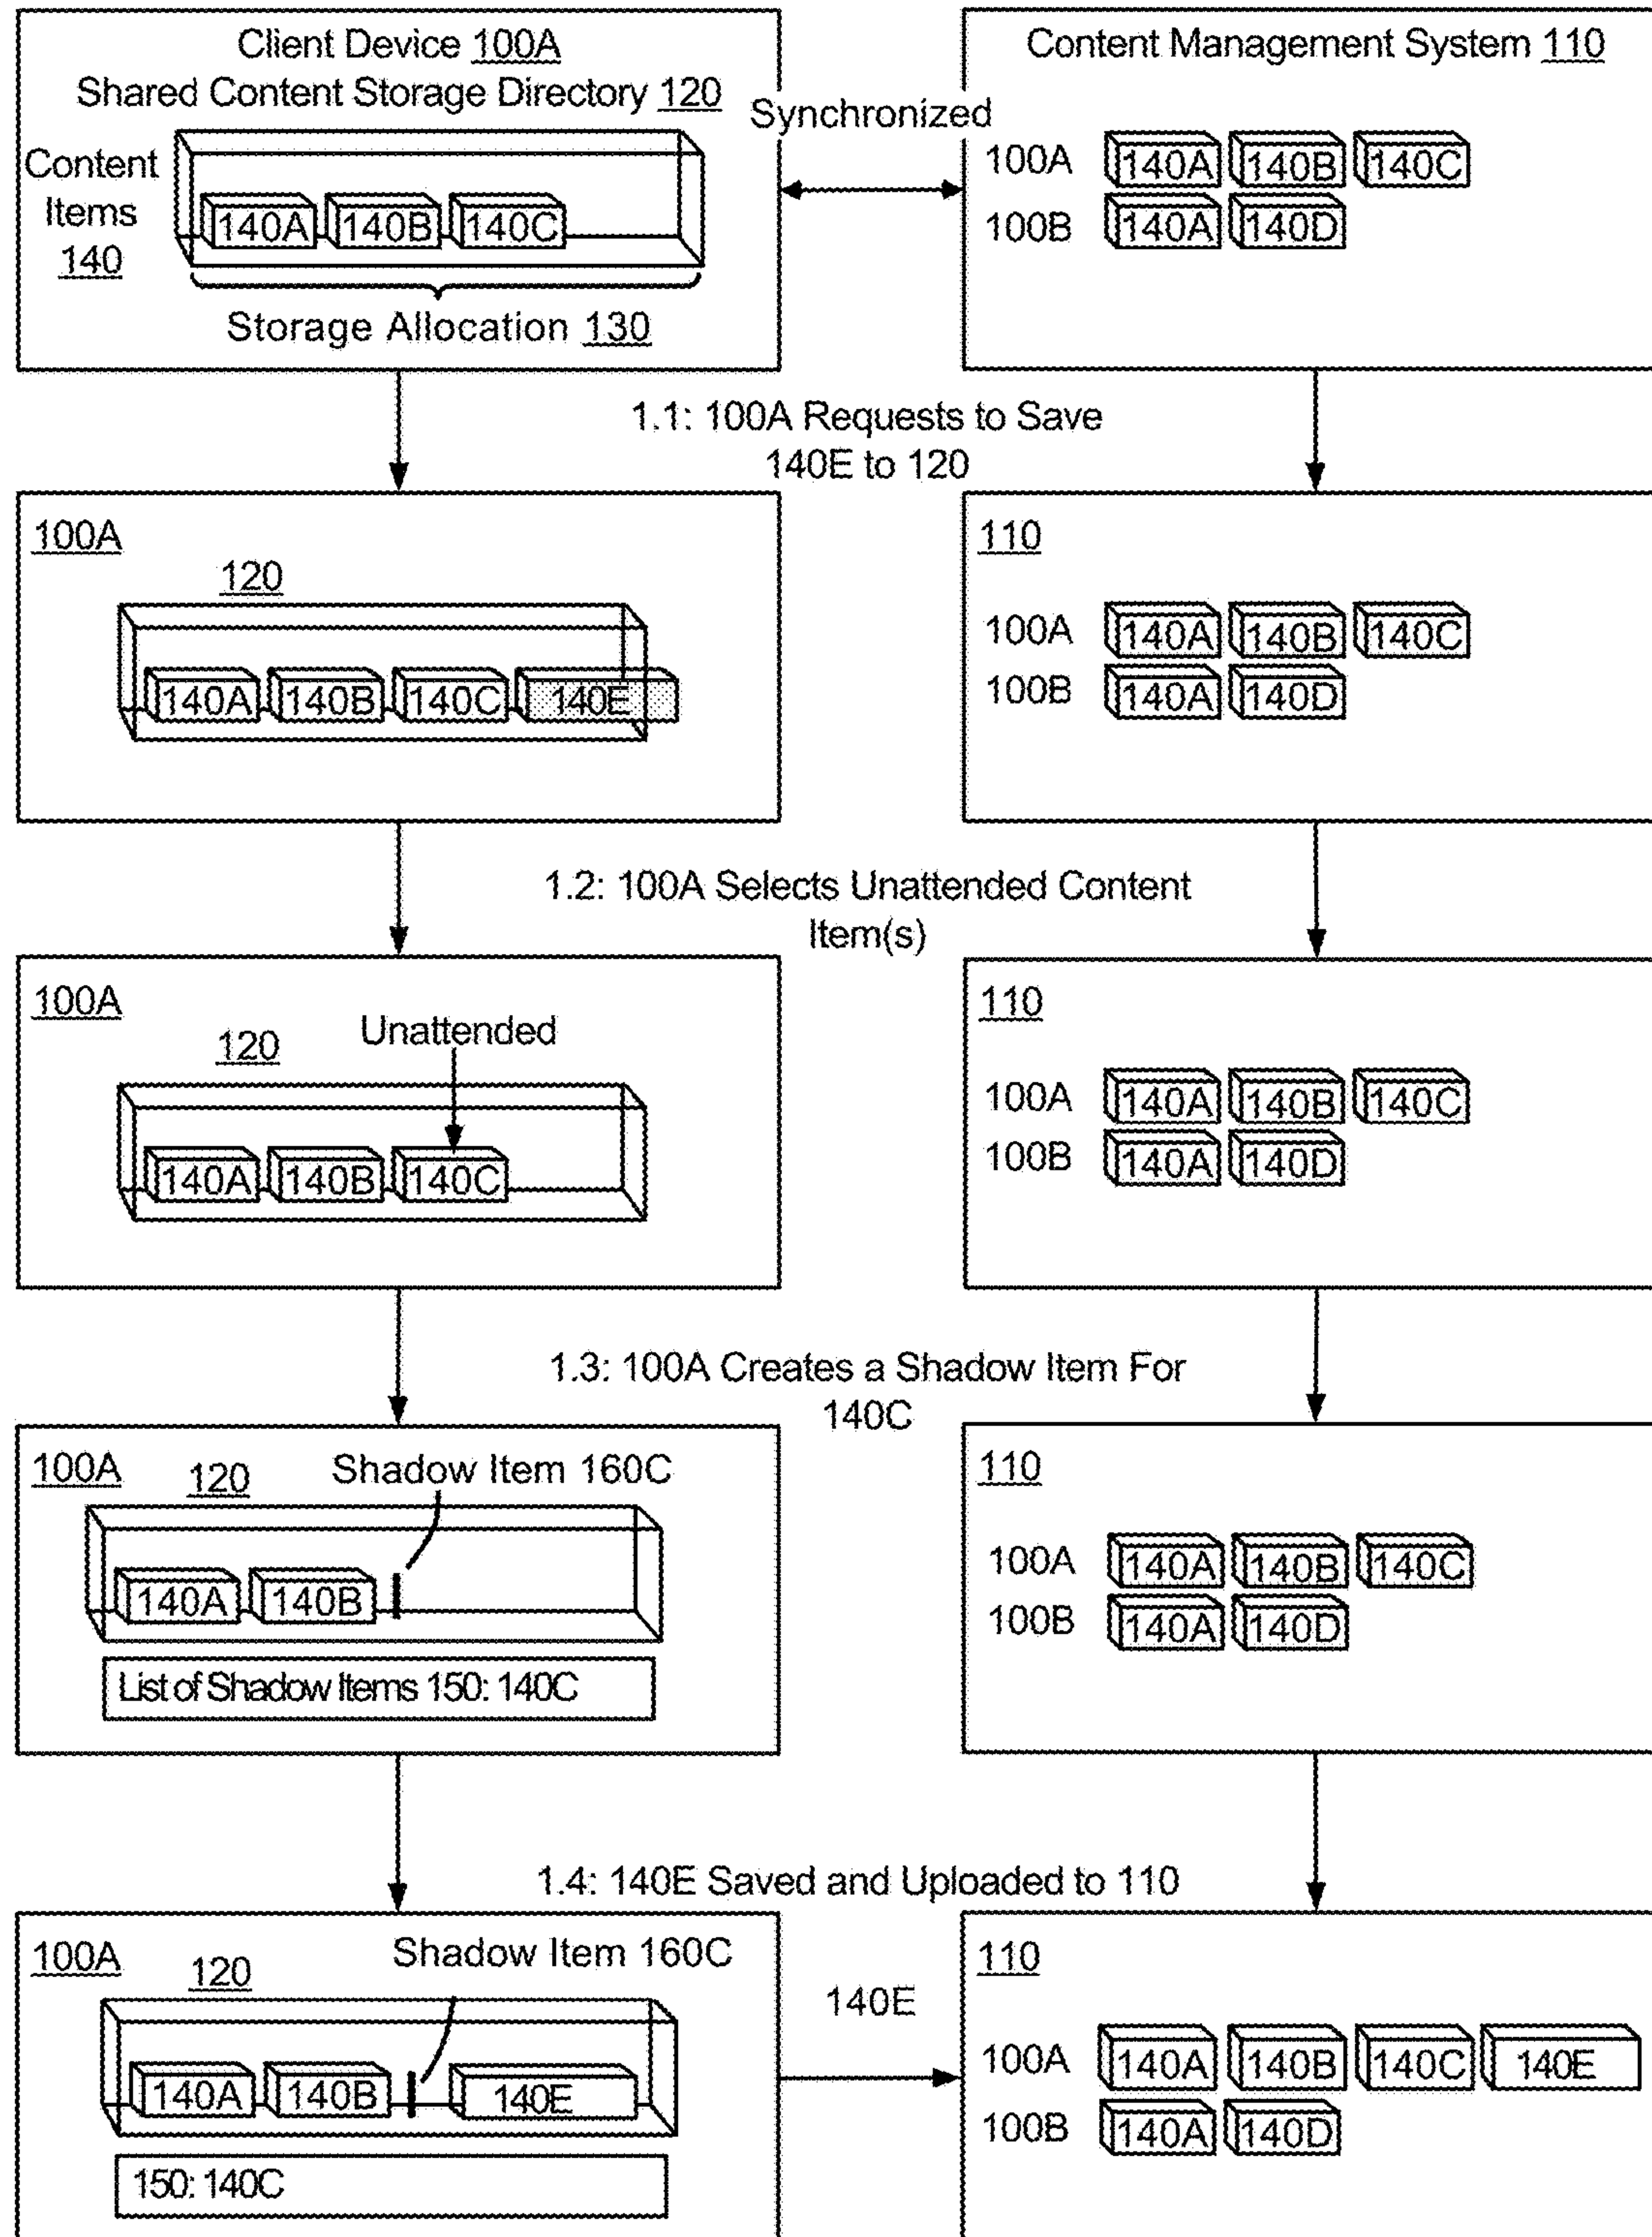 Client Device 100A
Shared Content Storage Directory 120
Content
Items
140
140A 140B 140C
Storage Allocation 130
Synchronized
Content Management System 110
100A 140A 140B 140C
100B 140A 140D
1.1: 100A Requests to Save
140E to 120
100A
120
140A 140B 140C 140E
110
100A 140A 140B 140C
100B 140A 140D
1.2: 100A Selects Unattended Content
Item(s)
100A
120
Unattended
140A 140B 140C
110
100A 140A 140B 140C
100B 140A 140D
1.3: 100A Creates a Shadow Item For
140C
100A
120
Shadow Item 160C
140A 140B
List of Shadow Items 150: 140C
110
100A 140A 140B 140C
100B 140A 140D
1.4: 140E Saved and Uploaded to 110
100A
120
Shadow Item 160C
140A 140B 140E
150: 140C
140E
110
100A 140A 140B 140C 140E
100B 140A 140D